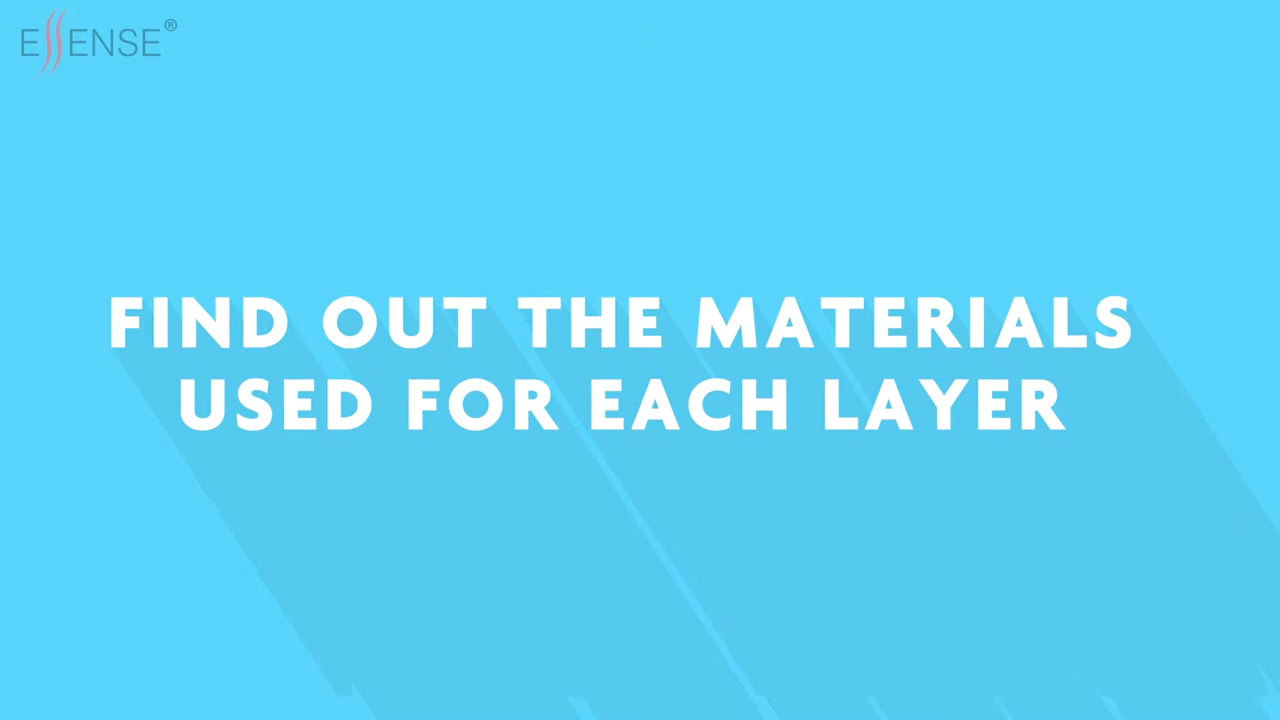 ESSENSE®
FIND OUT THE MATERIALS
USED FOR EACH LAYER